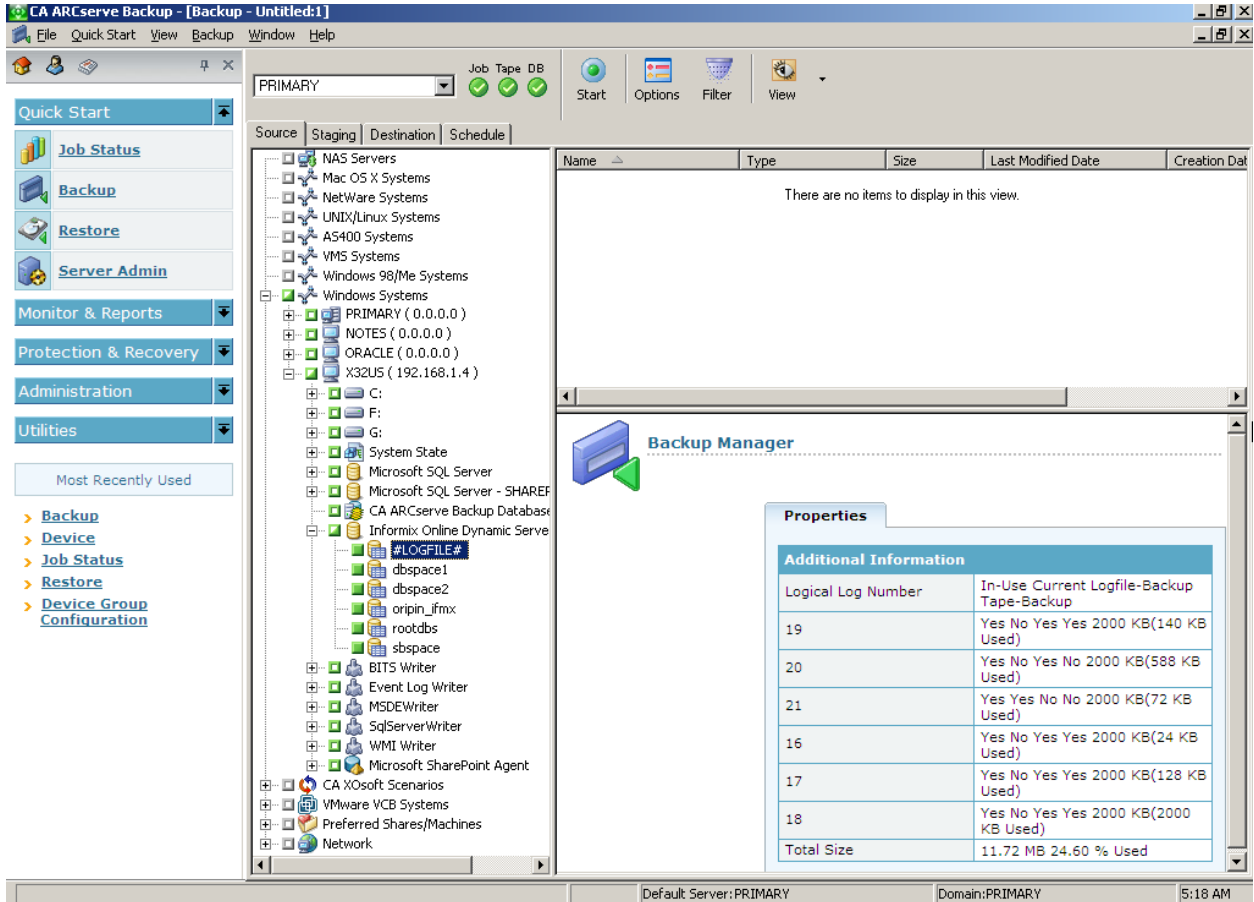 CA ARCserve Backup - [Backup - Untitled:1]
File Quick Start View Backup Window Help
PRIMARY
Job Tape DB
Start Options Filter View
Quick Start
Job Status
Backup
Restore
Server Admin
Monitor & Reports
Protection & Recovery
Administration
Utilities
Most Recently Used
Backup
Device
Job Status
Restore
Device Group
Configuration
Source Staging Destination Schedule
NAS Servers
Mac OS X Systems
NetWare Systems
UNIX/Linux Systems
AS400 Systems
VMS Systems
Windows 98/Me Systems
Windows Systems
PRIMARY ( 0.0.0.0 )
NOTES ( 0.0.0.0 )
ORACLE ( 0.0.0.0 )
X32US ( 192.168.1.4 )
C:
F:
G:
System State
Microsoft SQL Server
Microsoft SQL Server - SHAREP
CA ARCserve Backup Database
Informix Online Dynamic Serve
#LOGFILE#
dbspace1
dbspace2
oripin_ifmx
rootdbs
sbspace
BITS Writer
Event Log Writer
MSDEWriter
SqlServerWriter
WMI Writer
Microsoft SharePoint Agent
CA XOsoft Scenarios
VMware VCB Systems
Preferred Shares/Machines
Network
Name Type Size Last Modified Date Creation Dat
There are no items to display in this view.
Backup Manager
Properties
Additional Information
Logical Log Number In-Use Current Logfile-Backup
Tape-Backup
19 Yes No Yes Yes 2000 KB(140 KB
Used)
20 Yes No Yes No 2000 KB(588 KB
Used)
21 Yes Yes No No 2000 KB(72 KB
Used)
16 Yes No Yes Yes 2000 KB(24 KB
Used)
17 Yes No Yes Yes 2000 KB(128 KB
Used)
18 Yes No Yes Yes 2000 KB(2000
KB Used)
Total Size 11.72 MB 24.60 % Used
Default Server:PRIMARY Domain:PRIMARY 5:18 AM